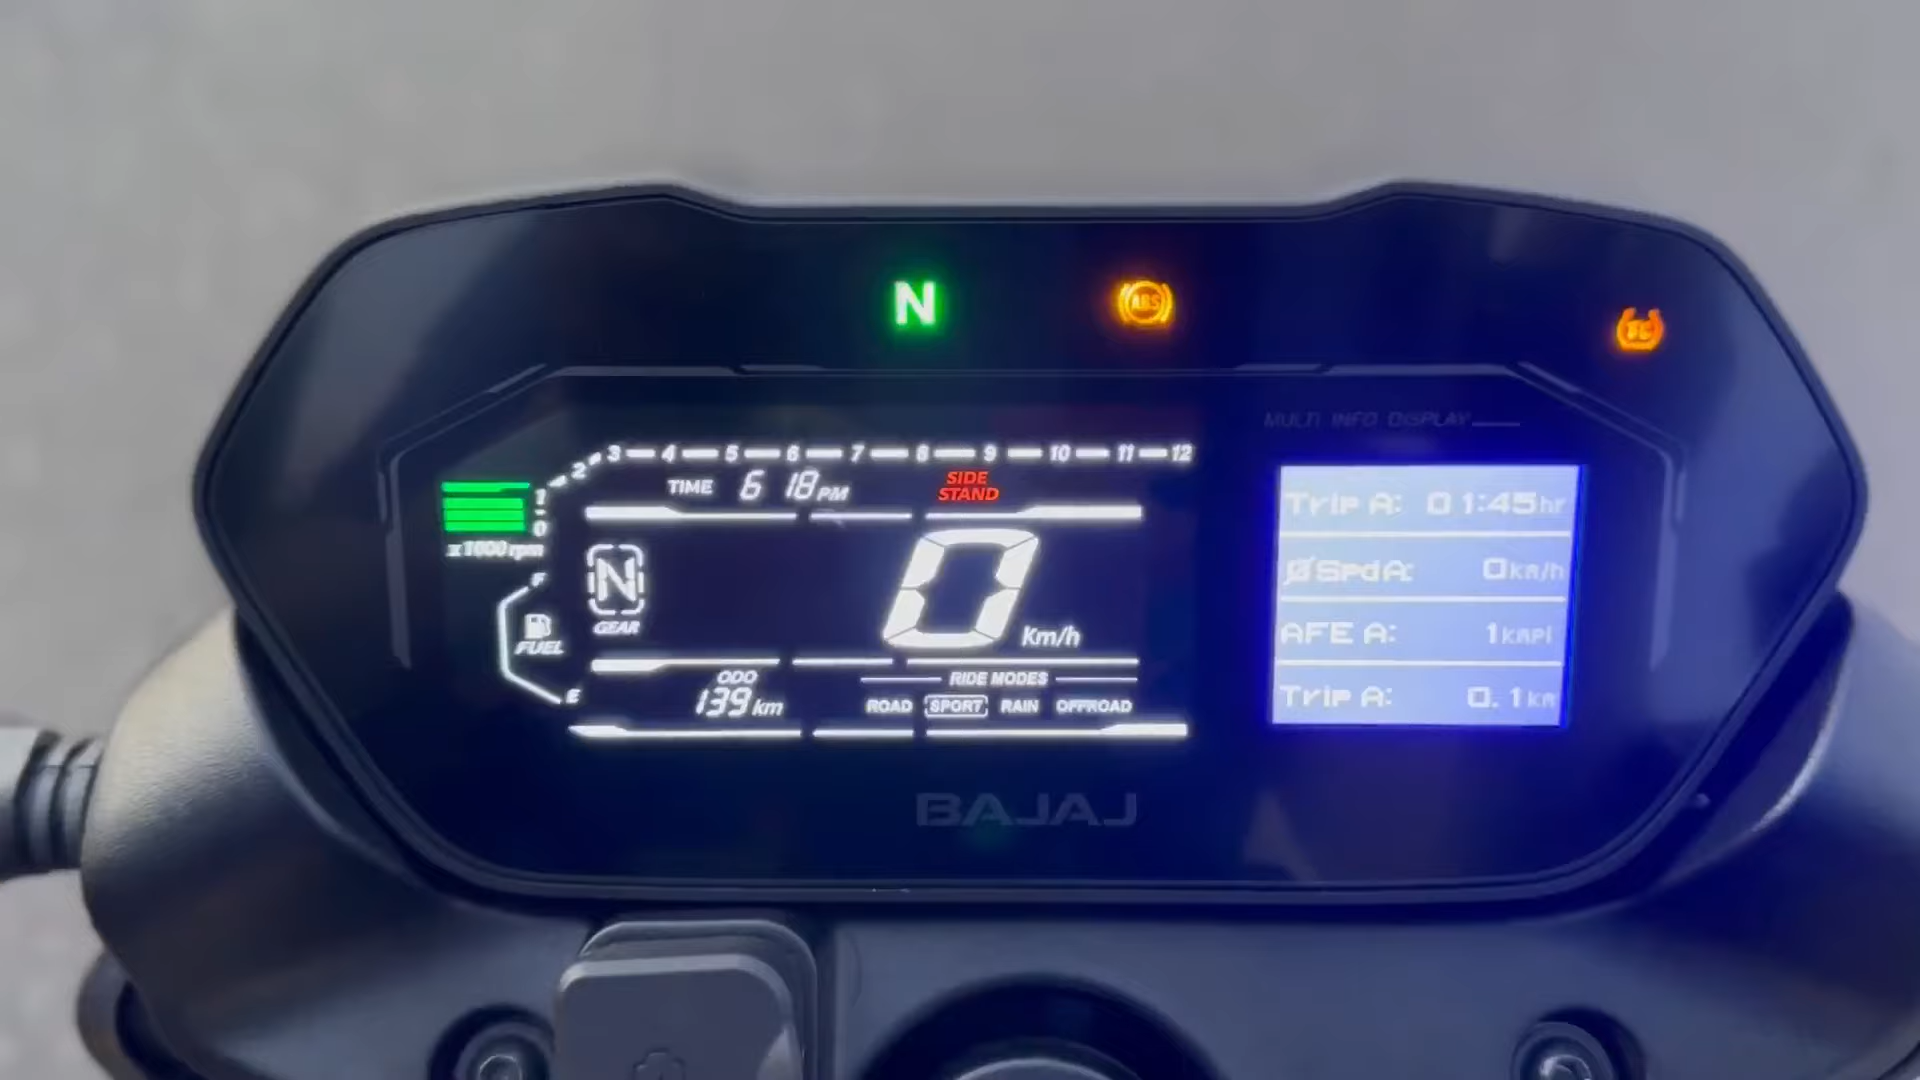 N ABS TC
MULTI INFO DISPLAY
3 4 5 6 7 8 9 10 11 12
2
1
0
x1000 rpm
TIME 6 18 PM
SIDE
STAND
N
GEAR
0 Km/h
F
FUEL
E
ODO
139 km
RIDE MODES
ROAD SPORT RAIN OFFROAD
Trip A: 01:45hr
ØSpdA: 0km/h
AFE A: 1kmpl
Trip A: 0.1km
BAJAJ